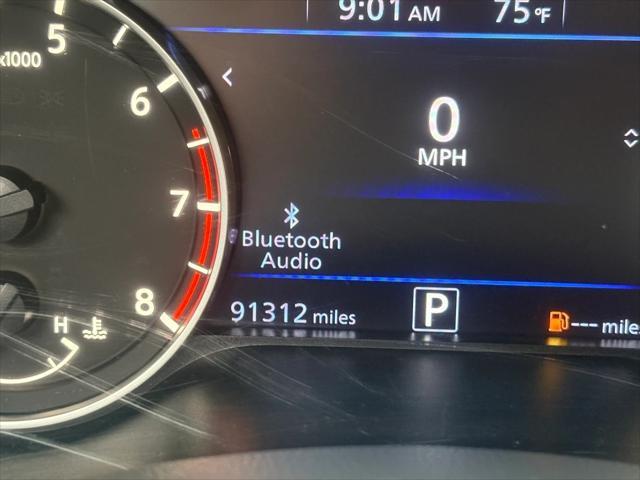 9:01 AM 75°F
5
x1000
6
0
MPH
7
Bluetooth
Audio
8
91312 miles P --- mile
H